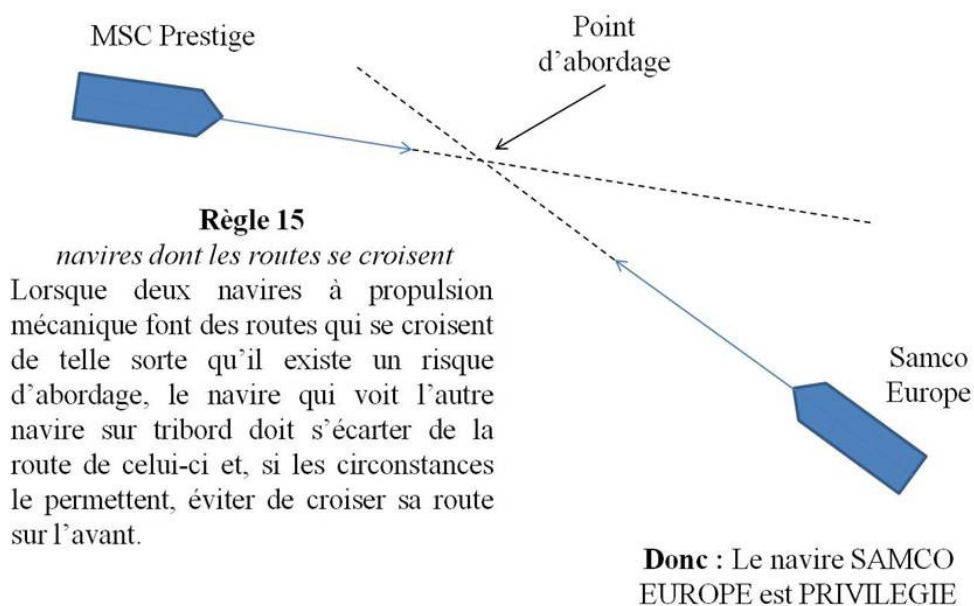 MSC Prestige
Point
d’abordage
Règle 15
navires dont les routes se croisent
Lorsque deux navires à propulsion
mécanique font des routes qui se croisent
de telle sorte qu’il existe un risque
d’abordage, le navire qui voit l’autre
navire sur tribord doit s’écarter de la
route de celui-ci et, si les circonstances
le permettent, éviter de croiser sa route
sur l’avant.
Samco
Europe
Donc : Le navire SAMCO
EUROPE est PRIVILEGIE